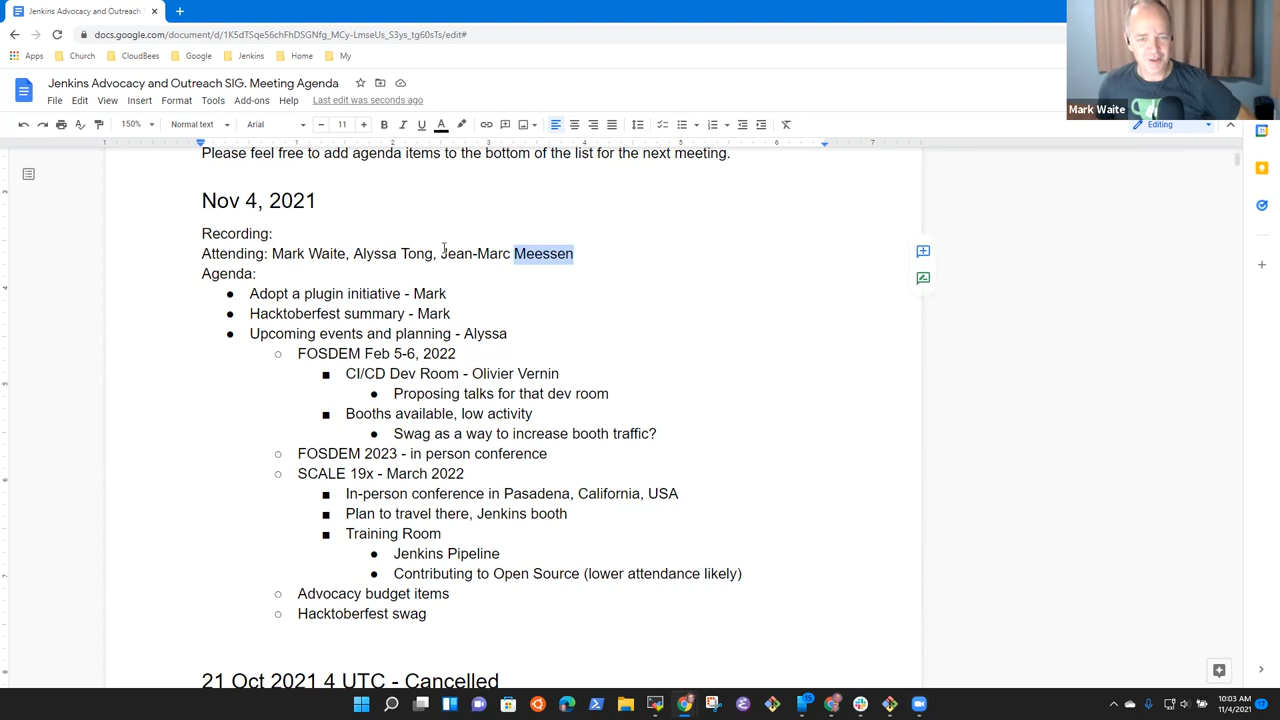 Jenkins Advocacy and Outreach
docs.google.com/document/d/1K5dTSqe56chFhDSGNfg_MCy-LmseUs_S3ys_tg60sTs/edit#
Apps Church CloudBees Google Jenkins Home My
Jenkins Advocacy and Outreach SIG. Meeting Agenda
File Edit View Insert Format Tools Add-ons Help Last edit was seconds ago
Mark Waite
150% Normal text Arial 11 Editing
1 1 2 3 4 5 6 7
Please feel free to add agenda items to the bottom of the list for the next meeting.
Nov 4, 2021
Recording:
Attending: Mark Waite, Alyssa Tong, Jean-Marc Meessen
Agenda:
● Adopt a plugin initiative - Mark
● Hacktoberfest summary - Mark
● Upcoming events and planning - Alyssa
○ FOSDEM Feb 5-6, 2022
■ CI/CD Dev Room - Olivier Vernin
● Proposing talks for that dev room
■ Booths available, low activity
● Swag as a way to increase booth traffic?
○ FOSDEM 2023 - in person conference
○ SCALE 19x - March 2022
■ In-person conference in Pasadena, California, USA
■ Plan to travel there, Jenkins booth
■ Training Room
● Jenkins Pipeline
● Contributing to Open Source (lower attendance likely)
○ Advocacy budget items
○ Hacktoberfest swag
21 Oct 2021 4 UTC - Cancelled
10:03 AM
11/4/2021